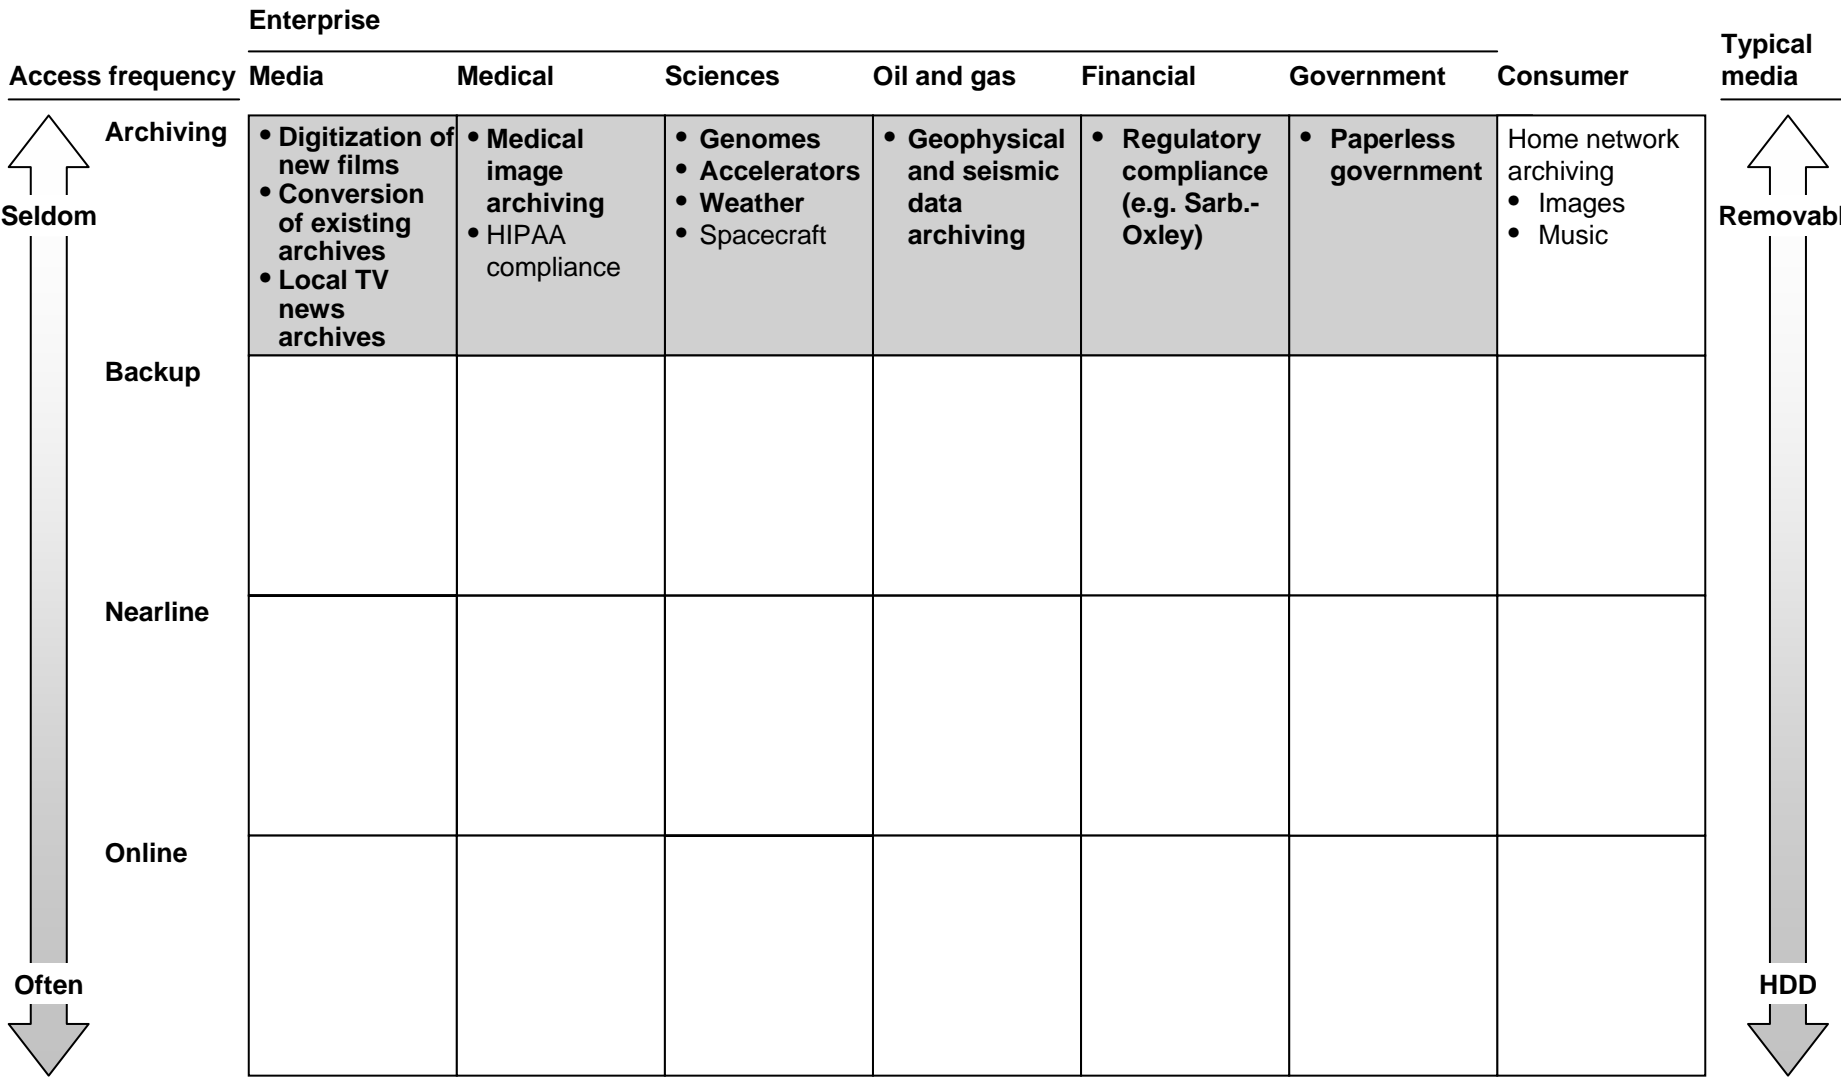 Enterprise
Typical
media
Access frequency
Media
Medical
Sciences
Oil and gas
Financial
Government
Consumer
Archiving
• Digitization of
new films
• Conversion
of existing
archives
• Local TV
news
archives
• Medical
image
archiving
• HIPAA
compliance
• Genomes
• Accelerators
• Weather
• Spacecraft
• Geophysical
and seismic
data
archiving
• Regulatory
compliance
(e.g. Sarb.-
Oxley)
• Paperless
government
Home network
archiving
• Images
• Music
Seldom
Removabl
Backup
Nearline
Online
Often
HDD